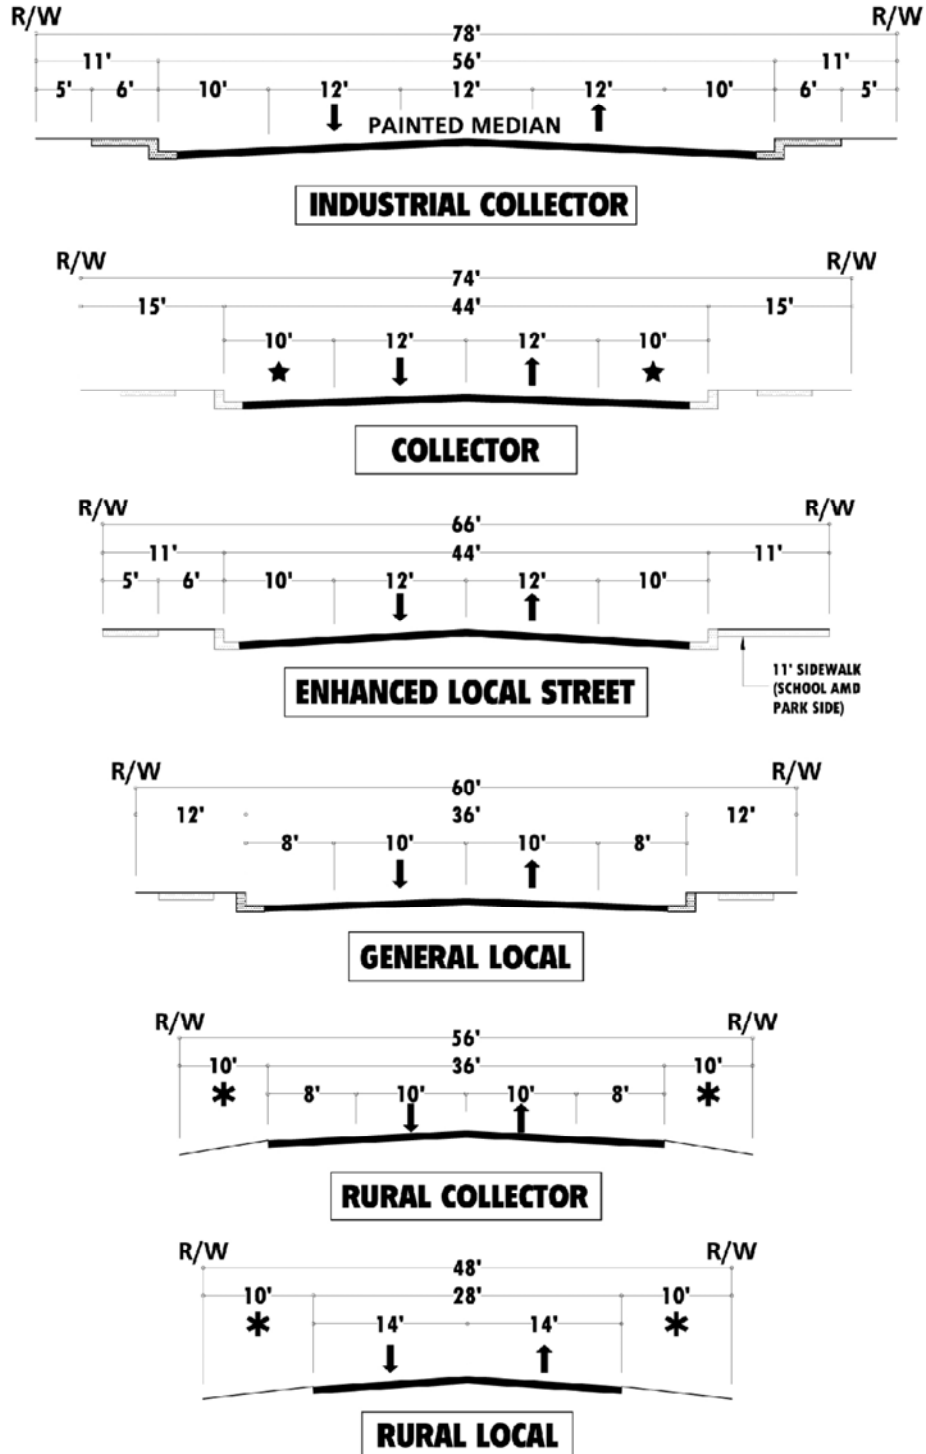 R/W R/W
78'
11' 56' 11'
5' 6' 10' 12' 12' 12' 10' 6' 5'
PAINTED MEDIAN
INDUSTRIAL COLLECTOR
R/W R/W
74'
15' 44' 15'
10' 12' 12' 10'
COLLECTOR
R/W R/W
66'
11' 44' 11'
5' 6' 10' 12' 12' 10'
11' SIDEWALK
(SCHOOL AMD
PARK SIDE)
ENHANCED LOCAL STREET
R/W R/W
60'
12' 36' 12'
8' 10' 10' 8'
GENERAL LOCAL
R/W R/W
56'
10' 36' 10'
* 8' 10' 10' 8' *
RURAL COLLECTOR
R/W R/W
48'
10' 28' 10'
* 14' 14' *
RURAL LOCAL